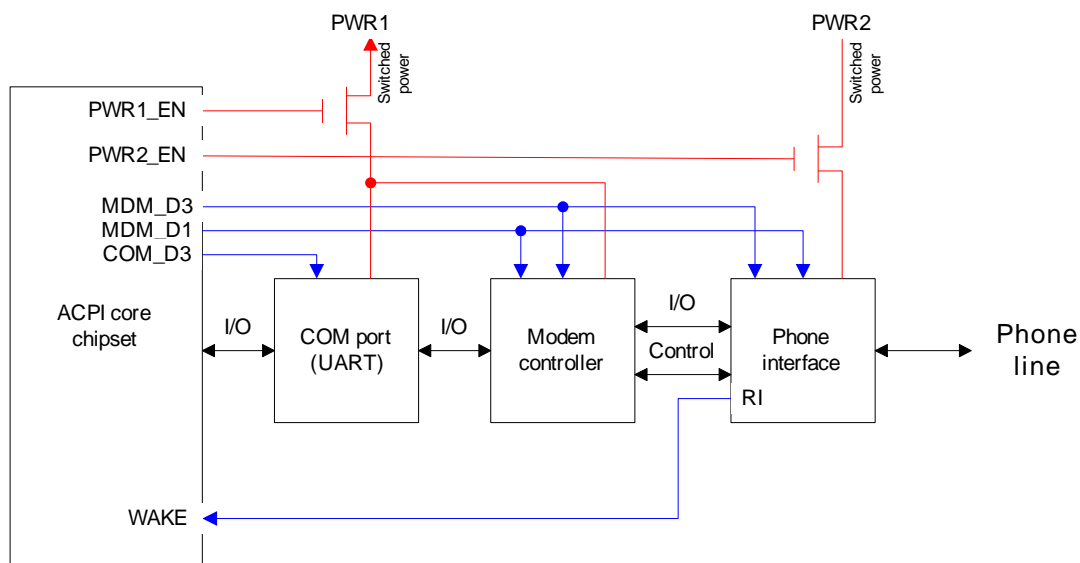 PWR1
PWR2
Switched
power
Switched
power
PWR1_EN
PWR2_EN
MDM_D3
MDM_D1
COM_D3
ACPI core
chipset
I/O
COM port
(UART)
I/O
Modem
controller
I/O
Control
Phone
interface
RI
Phone
line
WAKE